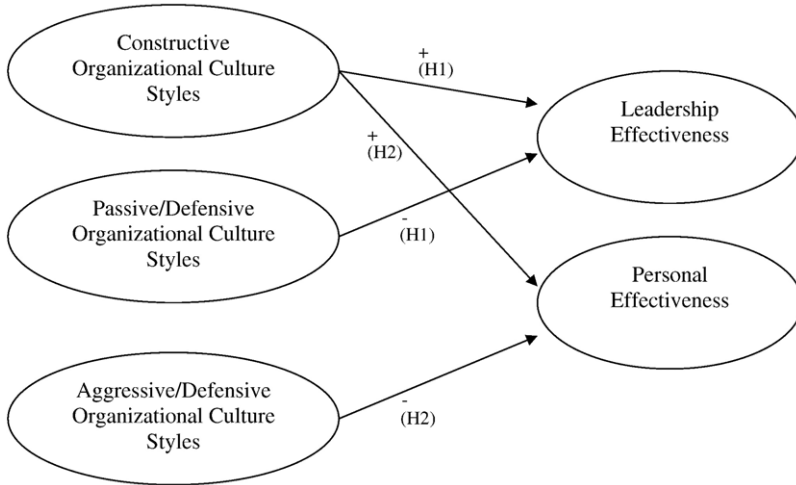 Constructive
Organizational Culture
Styles
+
(H1)
Leadership
Effectiveness
+
(H2)
Passive/Defensive
Organizational Culture
Styles
-
(H1)
Personal
Effectiveness
Aggressive/Defensive
Organizational Culture
Styles
-
(H2)